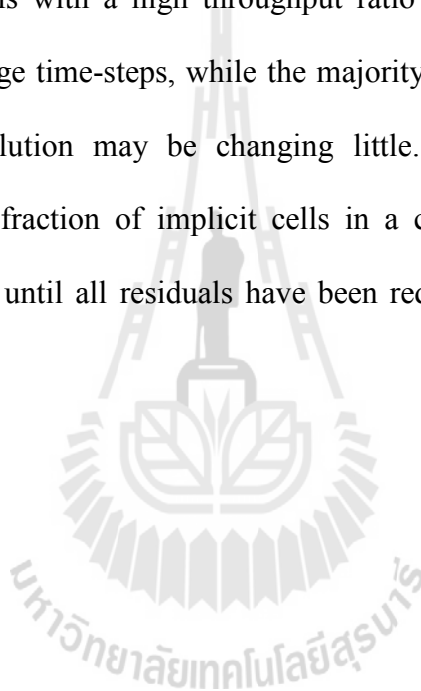 ns with a high throughput ratio
ge time-steps, while the majority
lution may be changing little.
fraction of implicit cells in a c
until all residuals have been rec
มหาวิทยาลัยเทคโนโลยีสุรนารี